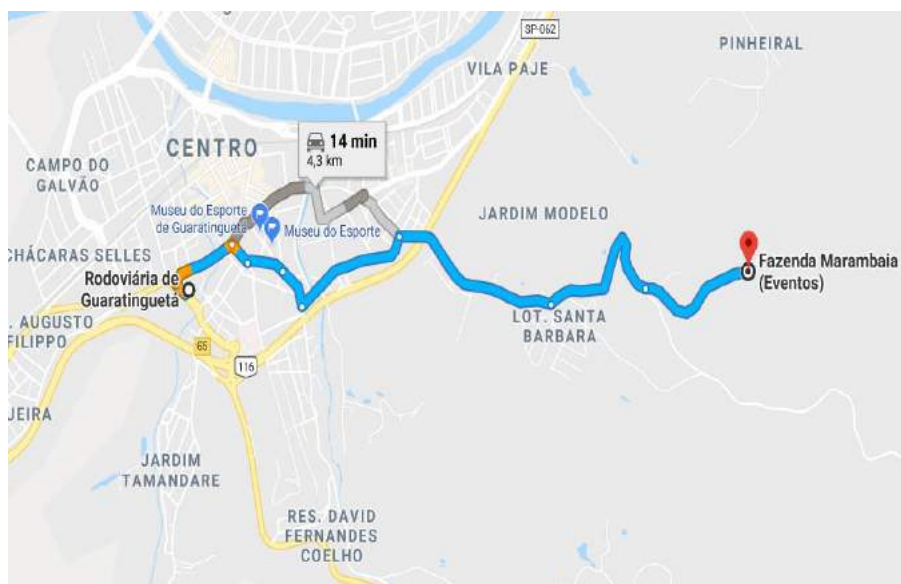 SP-062
PINHEIRAL
VILA PAJE
14 min
4,3 km
CENTRO
CAMPO DO
GALVÃO
Museu do Esporte
de Guaratinguetá
Museu do Esporte
JARDIM MODELO
CHÁCARAS SELLES
Rodoviária de
Guaratinguetá
Fazenda Marambaia
(Eventos)
. AUGUSTO
FILIPPO
LOT. SANTA
BARBARA
65
116
UEIRA
JARDIM
TAMANDARE
RES. DAVID
FERNANDES
COELHO